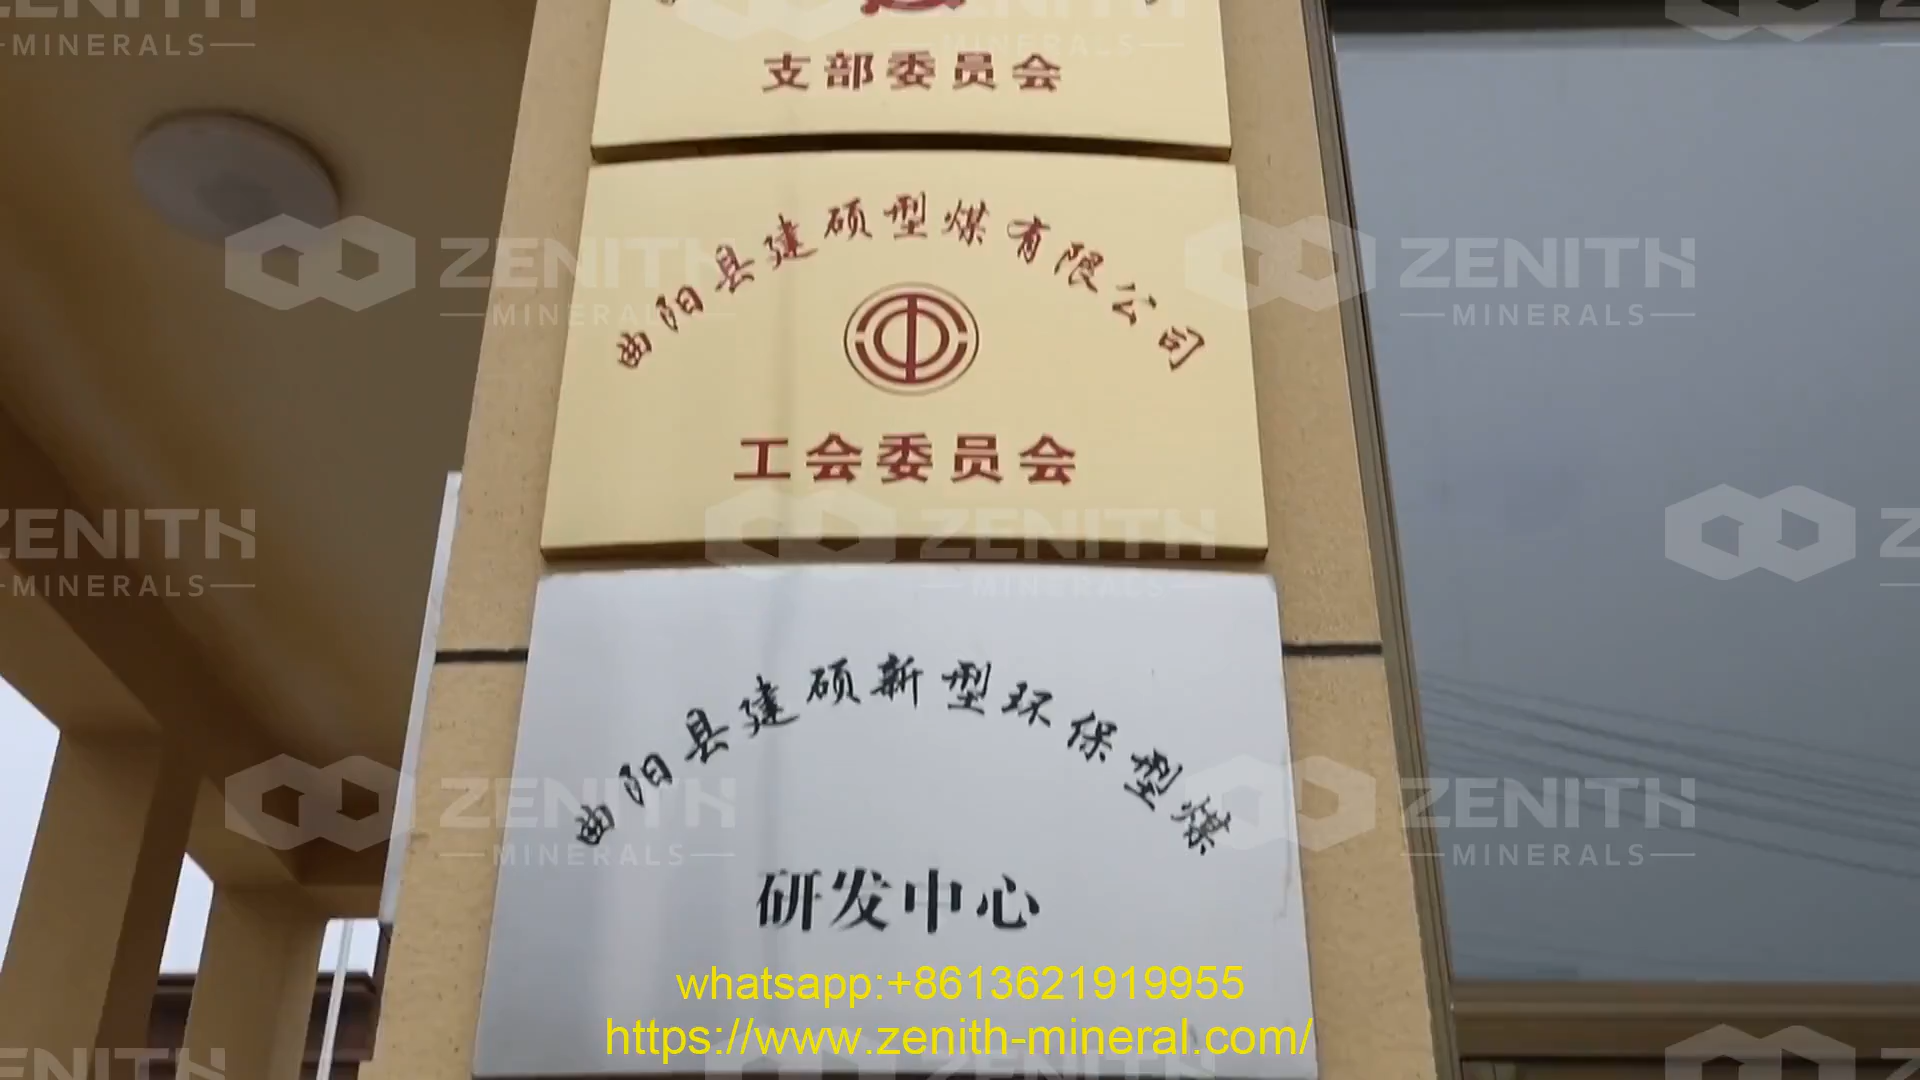 支部委员会
曲阳县建硕型煤有限公司
工会委员会
曲阳县建硕新型环保型煤
研发中心
whatsapp:+8613621919955
https://www.zenith-mineral.com/
ZENITH
MINERALS